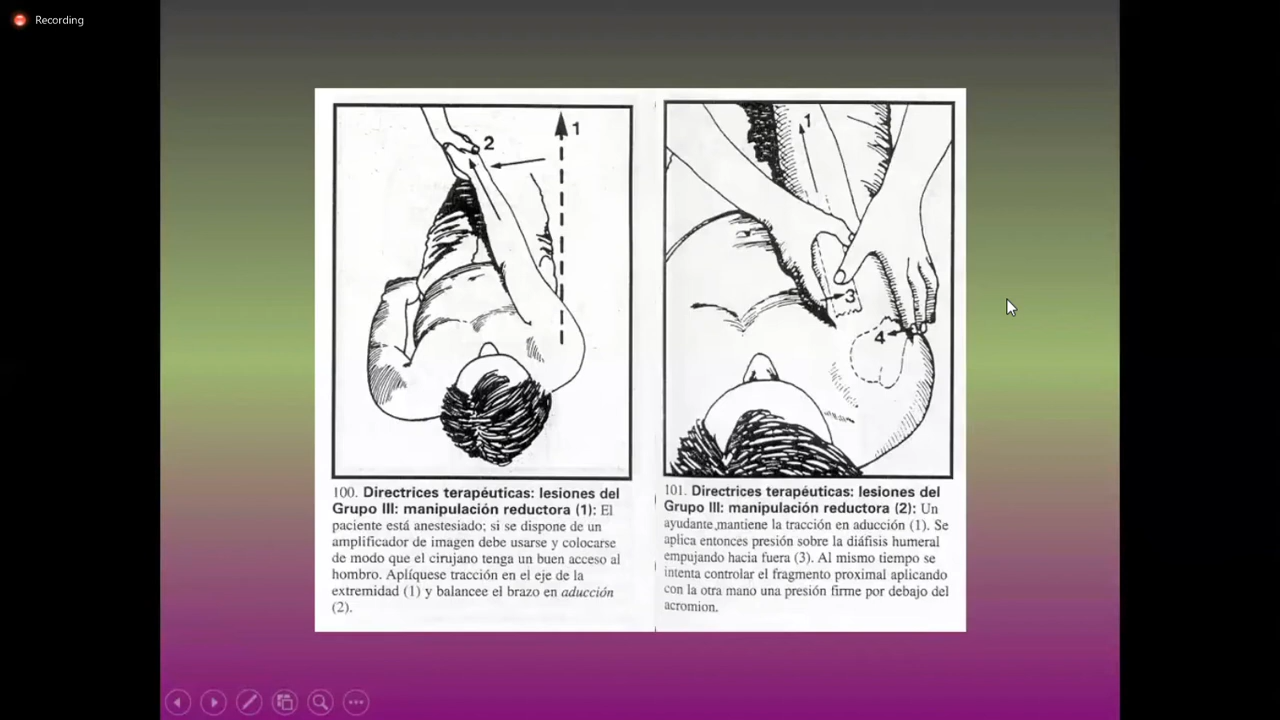 Recording
1
2
100. Directrices terapéuticas: lesiones del
Grupo III: manipulación reductora (1): El
paciente está anestesiado; si se dispone de un
amplificador de imagen debe usarse y colocarse
de modo que el cirujano tenga un buen acceso al
hombro. Aplíquese tracción en el eje de la
extremidad (1) y balancee el brazo en aducción
(2).
1
3
4
101. Directrices terapéuticas: lesiones del
Grupo III: manipulación reductora (2): Un
ayudante mantiene la tracción en aducción (1). Se
aplica entonces presión sobre la diáfisis humeral
empujando hacia fuera (3). Al mismo tiempo se
intenta controlar el fragmento proximal aplicando
con la otra mano una presión firme por debajo del
acromion.